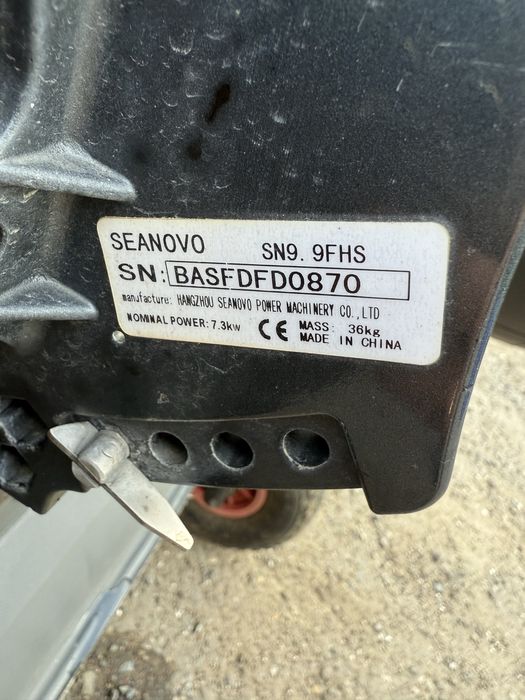 SEANOVO SN9. 9FHS
SN: BASFDFD0870
manufacture: HANGZHOU SEANOVO POWER MACHINERY CO.,LTD
NOMINAL POWER: 7.3kw CE MASS: 36kg
MADE IN CHINA